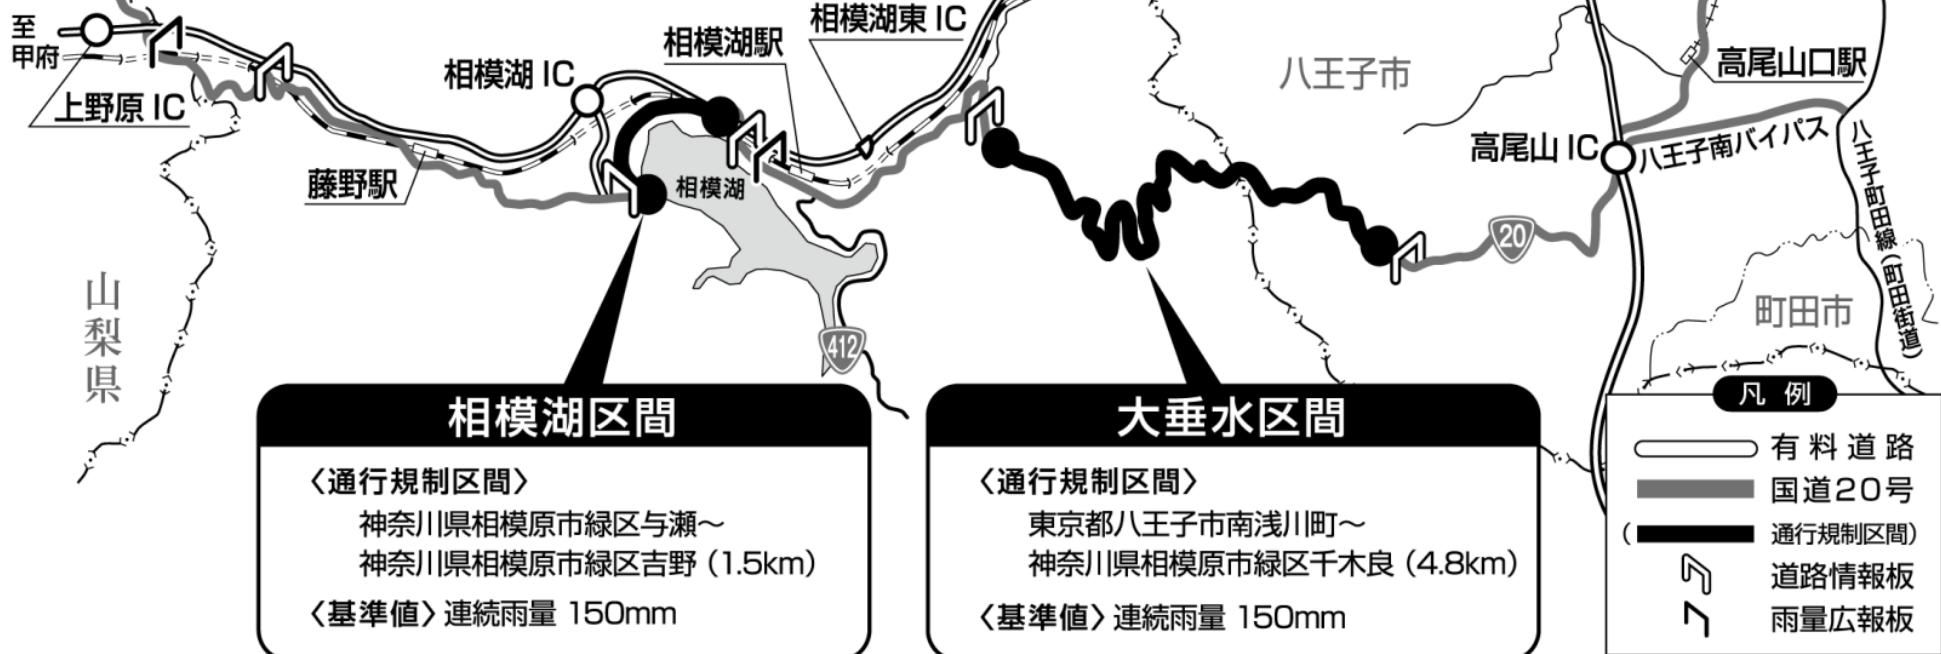 至
甲府
上野原 IC
藤野駅
相模湖 IC
相模湖駅
相模湖東 IC
相模湖
八王子市
高尾山口駅
高尾山 IC
八王子南バイパス
八王子町田線(町田街道)
20
412
山梨県
町田市
相模湖区間
〈通行規制区間〉
神奈川県相模原市緑区与瀬〜
神奈川県相模原市緑区吉野(1.5km)
〈基準値〉連続雨量 150mm
大垂水区間
〈通行規制区間〉
東京都八王子市南浅川町〜
神奈川県相模原市緑区千木良(4.8km)
〈基準値〉連続雨量 150mm
凡例
有料道路
国道20号
(通行規制区間)
道路情報板
雨量広報板